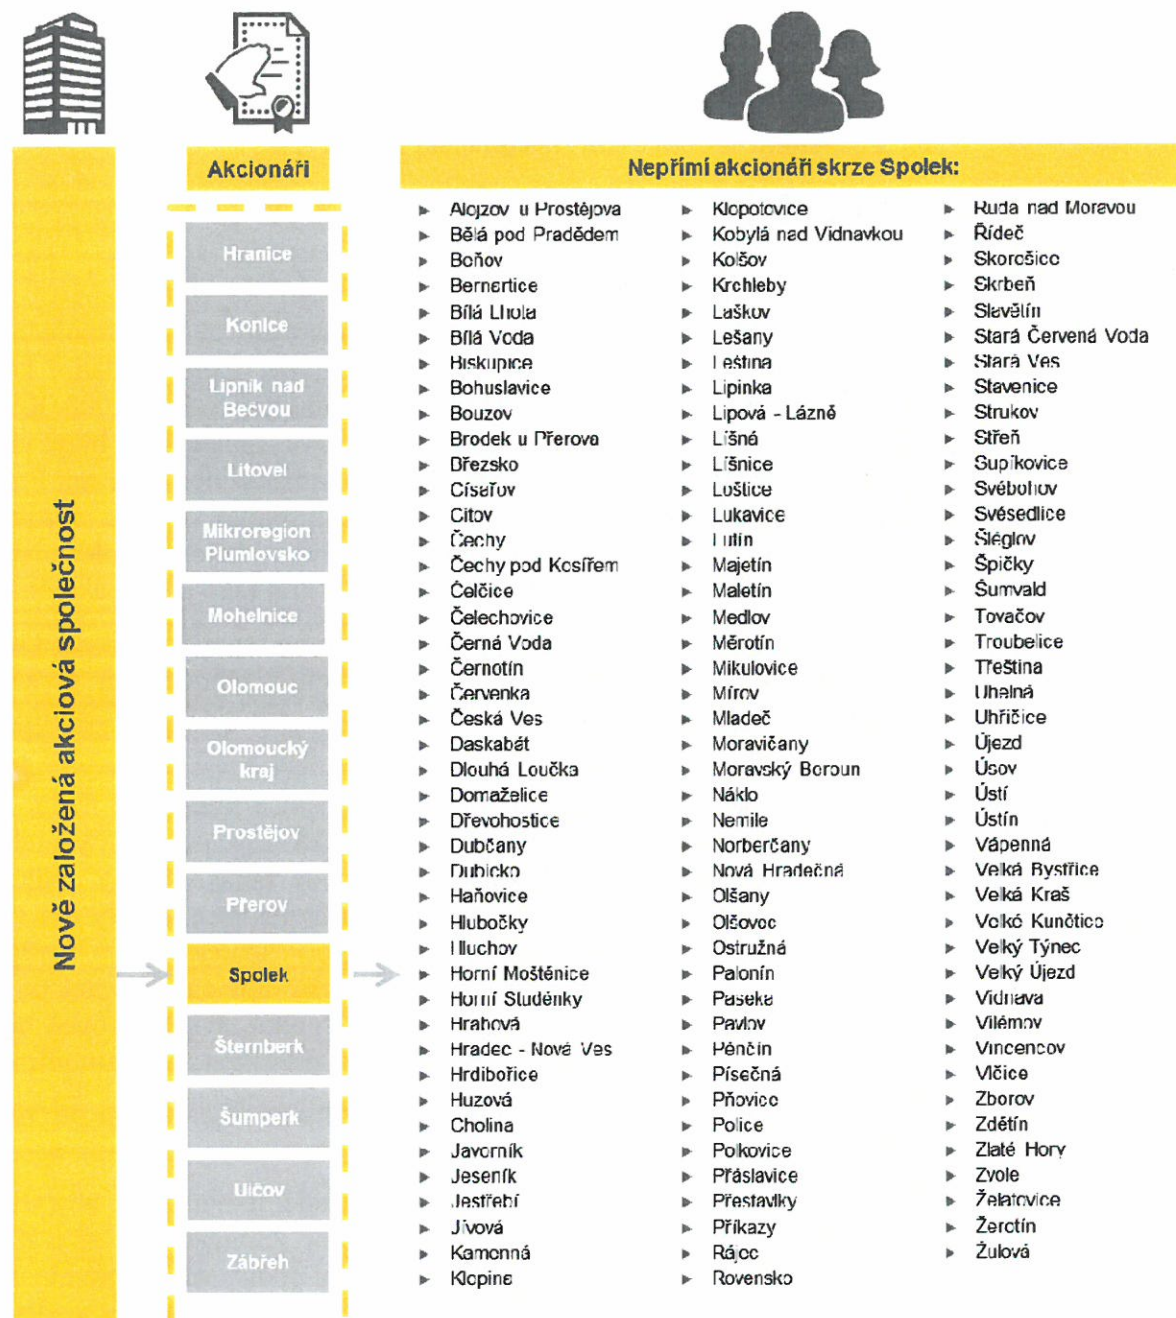 Nově založená akciová společnost
Akcionáři
Hranice
Konice
Lipník nad
Bečvou
Litovel
Mikroregion
Plumlovsko
Mohelnice
Olomouc
Olomoucký
kraj
Prostějov
Přerov
Spolek
Šternberk
Šumperk
Uničov
Zábřeh
Nepřímí akcionáři skrze Spolek:
Alojzov u Prostějova
Bělá pod Pradědem
Beňov
Bernartice
Bílá Lhota
Bílá Voda
Biskupice
Bohuslavice
Bouzov
Brodek u Přerova
Březsko
Císařov
Citov
Čechy
Čechy pod Kosířem
Čelčice
Čelechovice
Černá Voda
Černotín
Červenka
Česká Ves
Daskabát
Dlouhá Loučka
Domaželice
Dřevohostice
Dubčany
Dubicko
Haňovice
Hlubočky
Hluchov
Horní Moštěnice
Horní Studénky
Hrabová
Hradec - Nová Ves
Hrdibořice
Huzová
Cholina
Javorník
Jeseník
Jestřebí
Jívová
Kamenná
Klopina
Klopotovice
Kobylá nad Vidnavkou
Kolšov
Krchleby
Laškov
Lešany
Leština
Lipinka
Lipová - Lázně
Líšná
Líšnice
Loštice
Lukavice
Lutín
Majetín
Maletín
Medlov
Měrotín
Mikulovice
Mírov
Mladeč
Moravičany
Moravský Beroun
Náklo
Nemile
Norberčany
Nová Hradečná
Olšany
Olšovec
Ostružná
Palonín
Paseka
Pavlov
Pěnčín
Písečná
Pňovice
Police
Polkovice
Přáslavice
Přestavlky
Příkazy
Rájec
Rovensko
Ruda nad Moravou
Řídeč
Skorošice
Skrbeň
Slavětín
Stará Červená Voda
Stará Ves
Stavenice
Strukov
Střeň
Supíkovice
Svébohov
Svésedlice
Šléglov
Špičky
Šumvald
Tovačov
Troubelice
Třeština
Uhelná
Uhřičice
Újezd
Úsov
Ústí
Ústín
Vápenná
Velká Bystřice
Velká Kraš
Velké Kunětice
Velký Týnec
Velký Újezd
Vidnava
Vilémov
Vincencov
Vlčice
Zborov
Zdětín
Zlaté Hory
Zvole
Želatovice
Žerotín
Žulová